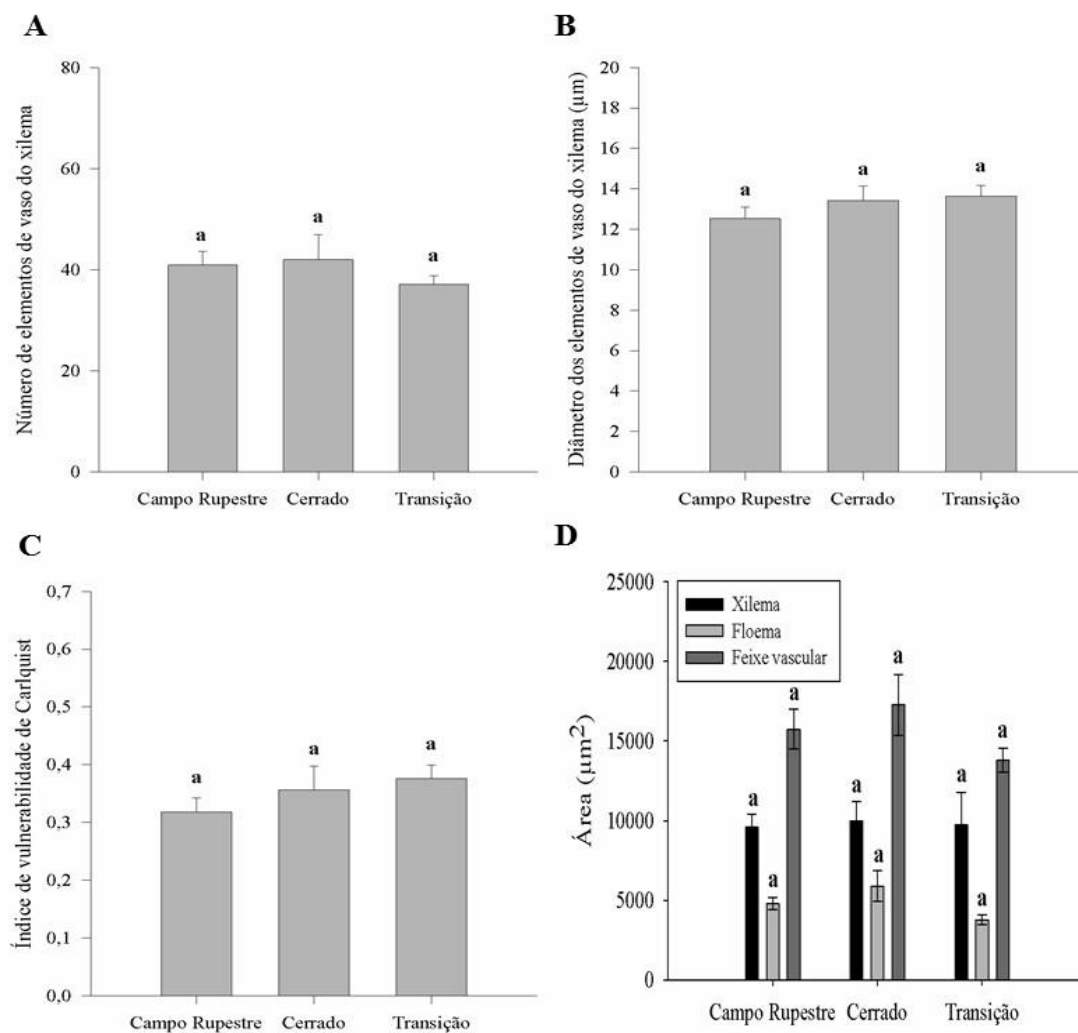 A
Número de elementos de vaso do xilema
80
60
40
20
0
a
a
a
Campo Rupestre
Cerrado
Transição
B
Diâmetro dos elementos de vaso do xilema (µm)
20
18
16
14
12
10
8
6
4
2
0
a
a
a
Campo Rupestre
Cerrado
Transição
C
Índice de vulnerabilidade de Carlquist
0,7
0,6
0,5
0,4
0,3
0,2
0,1
0,0
a
a
a
Campo Rupestre
Cerrado
Transição
D
Área (µm²)
25000
20000
15000
10000
5000
0
Xilema
Floema
Feixe vascular
a
a
a
a
a
a
a
a
a
Campo Rupestre
Cerrado
Transição